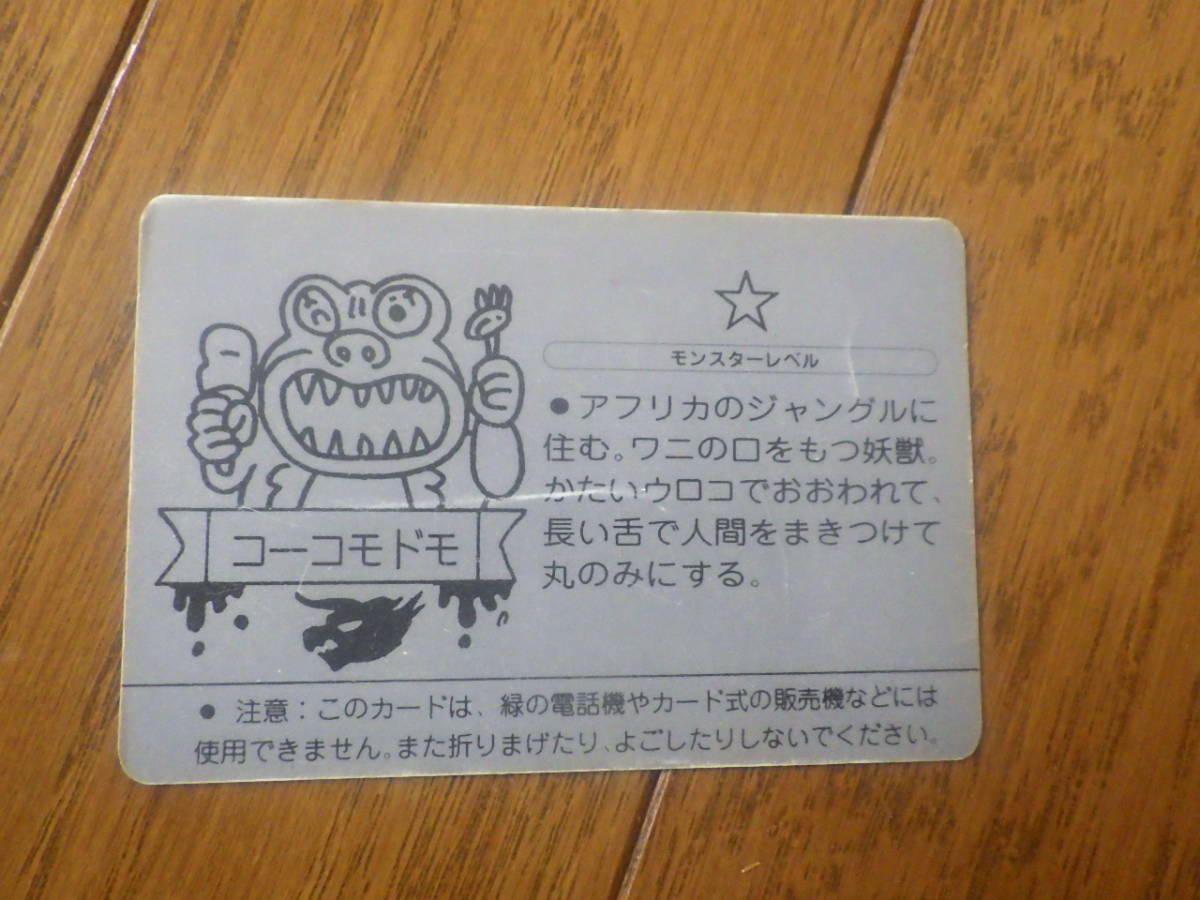 モンスターレベル
●アフリカのジャングルに
住む。ワニの口をもつ妖獣。
かたいウロコでおおわれて、
長い舌で人間をまきつけて
丸のみにする。
コーコモドモ
● 注意：このカードは、緑の電話機やカード式の販売機などには
使用できません。また折りまげたり、よごしたりしないでください。